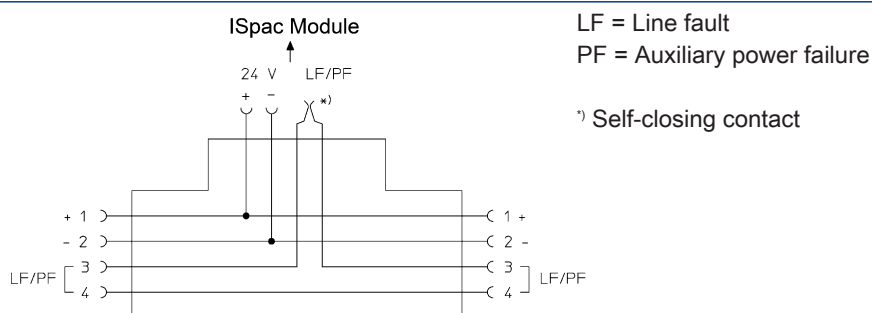 ISpac Module
24 V LF/PF
+ - *)
+ 1 1 +
- 2 2 -
3 3
LF/PF LF/PF
4 4
LF = Line fault
PF = Auxiliary power failure
*) Self-closing contact